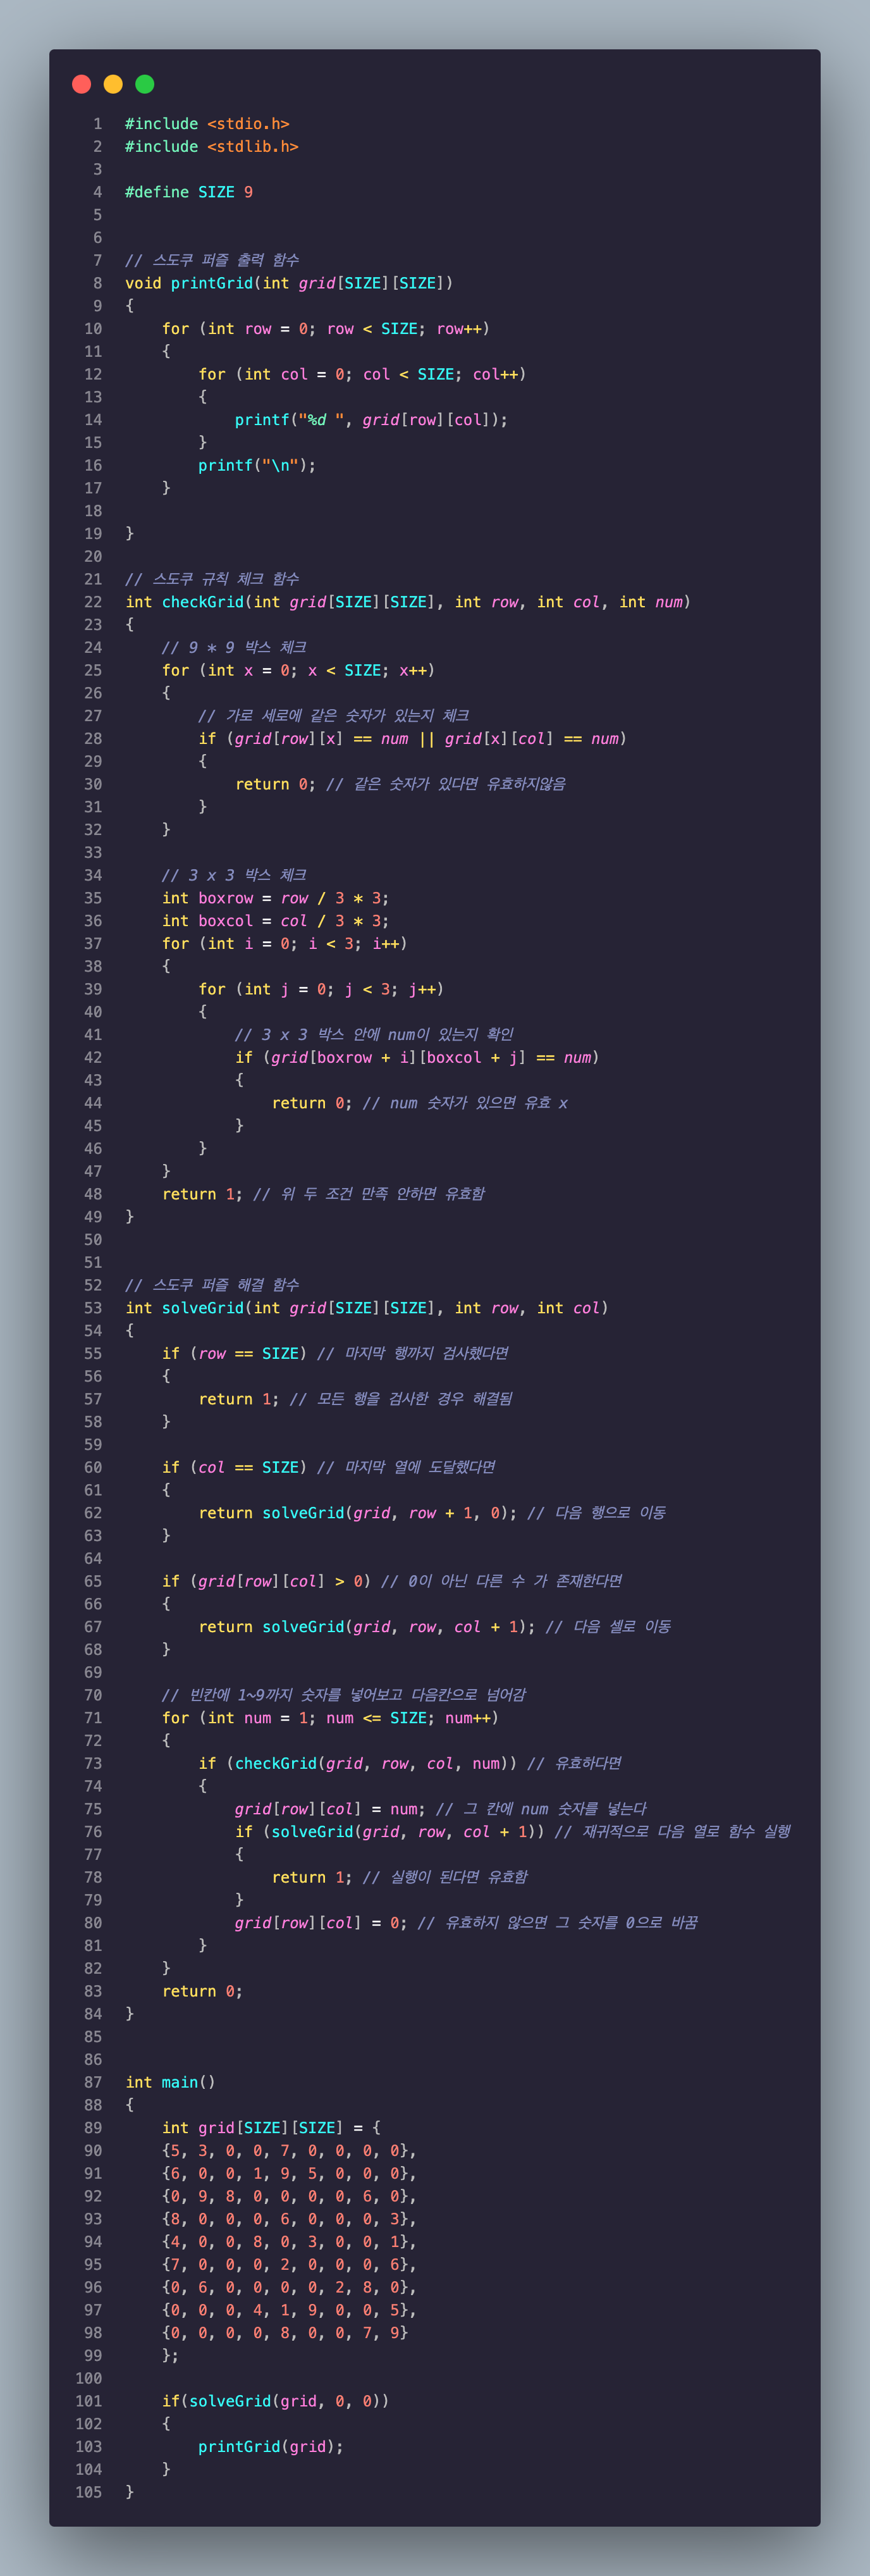 1 #include <stdio.h>
2 #include <stdlib.h>
3
4 #define SIZE 9
5
6
7 // 스도쿠 퍼즐 출력 함수
8 void printGrid(int grid[SIZE][SIZE])
9 {
10     for (int row = 0; row < SIZE; row++)
11     {
12         for (int col = 0; col < SIZE; col++)
13         {
14             printf("%d ", grid[row][col]);
15         }
16         printf("\n");
17     }
18
19 }
20
21 // 스도쿠 규칙 체크 함수
22 int checkGrid(int grid[SIZE][SIZE], int row, int col, int num)
23 {
24     // 9 * 9 박스 체크
25     for (int x = 0; x < SIZE; x++)
26     {
27         // 가로 세로에 같은 숫자가 있는지 체크
28         if (grid[row][x] == num || grid[x][col] == num)
29         {
30             return 0; // 같은 숫자가 있다면 유효하지않음
31         }
32     }
33
34     // 3 x 3 박스 체크
35     int boxrow = row / 3 * 3;
36     int boxcol = col / 3 * 3;
37     for (int i = 0; i < 3; i++)
38     {
39         for (int j = 0; j < 3; j++)
40         {
41             // 3 x 3 박스 안에 num이 있는지 확인
42             if (grid[boxrow + i][boxcol + j] == num)
43             {
44                 return 0; // num 숫자가 있으면 유효 x
45             }
46         }
47     }
48     return 1; // 위 두 조건 만족 안하면 유효함
49 }
50
51
52 // 스도쿠 퍼즐 해결 함수
53 int solveGrid(int grid[SIZE][SIZE], int row, int col)
54 {
55     if (row == SIZE) // 마지막 행까지 검사했다면
56     {
57         return 1; // 모든 행을 검사한 경우 해결됨
58     }
59
60     if (col == SIZE) // 마지막 열에 도달했다면
61     {
62         return solveGrid(grid, row + 1, 0); // 다음 행으로 이동
63     }
64
65     if (grid[row][col] > 0) // 0이 아닌 다른 수 가 존재한다면
66     {
67         return solveGrid(grid, row, col + 1); // 다음 셀로 이동
68     }
69
70     // 빈칸에 1~9까지 숫자를 넣어보고 다음칸으로 넘어감
71     for (int num = 1; num <= SIZE; num++)
72     {
73         if (checkGrid(grid, row, col, num)) // 유효하다면
74         {
75             grid[row][col] = num; // 그 칸에 num 숫자를 넣는다
76             if (solveGrid(grid, row, col + 1)) // 재귀적으로 다음 열로 함수 실행
77             {
78                 return 1; // 실행이 된다면 유효함
79             }
80             grid[row][col] = 0; // 유효하지 않으면 그 숫자를 0으로 바꿈
81         }
82     }
83     return 0;
84 }
85
86
87 int main()
88 {
89     int grid[SIZE][SIZE] = {
90     {5, 3, 0, 0, 7, 0, 0, 0, 0},
91     {6, 0, 0, 1, 9, 5, 0, 0, 0},
92     {0, 9, 8, 0, 0, 0, 0, 6, 0},
93     {8, 0, 0, 0, 6, 0, 0, 0, 3},
94     {4, 0, 0, 8, 0, 3, 0, 0, 1},
95     {7, 0, 0, 0, 2, 0, 0, 0, 6},
96     {0, 6, 0, 0, 0, 0, 2, 8, 0},
97     {0, 0, 0, 4, 1, 9, 0, 0, 5},
98     {0, 0, 0, 0, 8, 0, 0, 7, 9}
99     };
100
101     if(solveGrid(grid, 0, 0))
102     {
103         printGrid(grid);
104     }
105 }